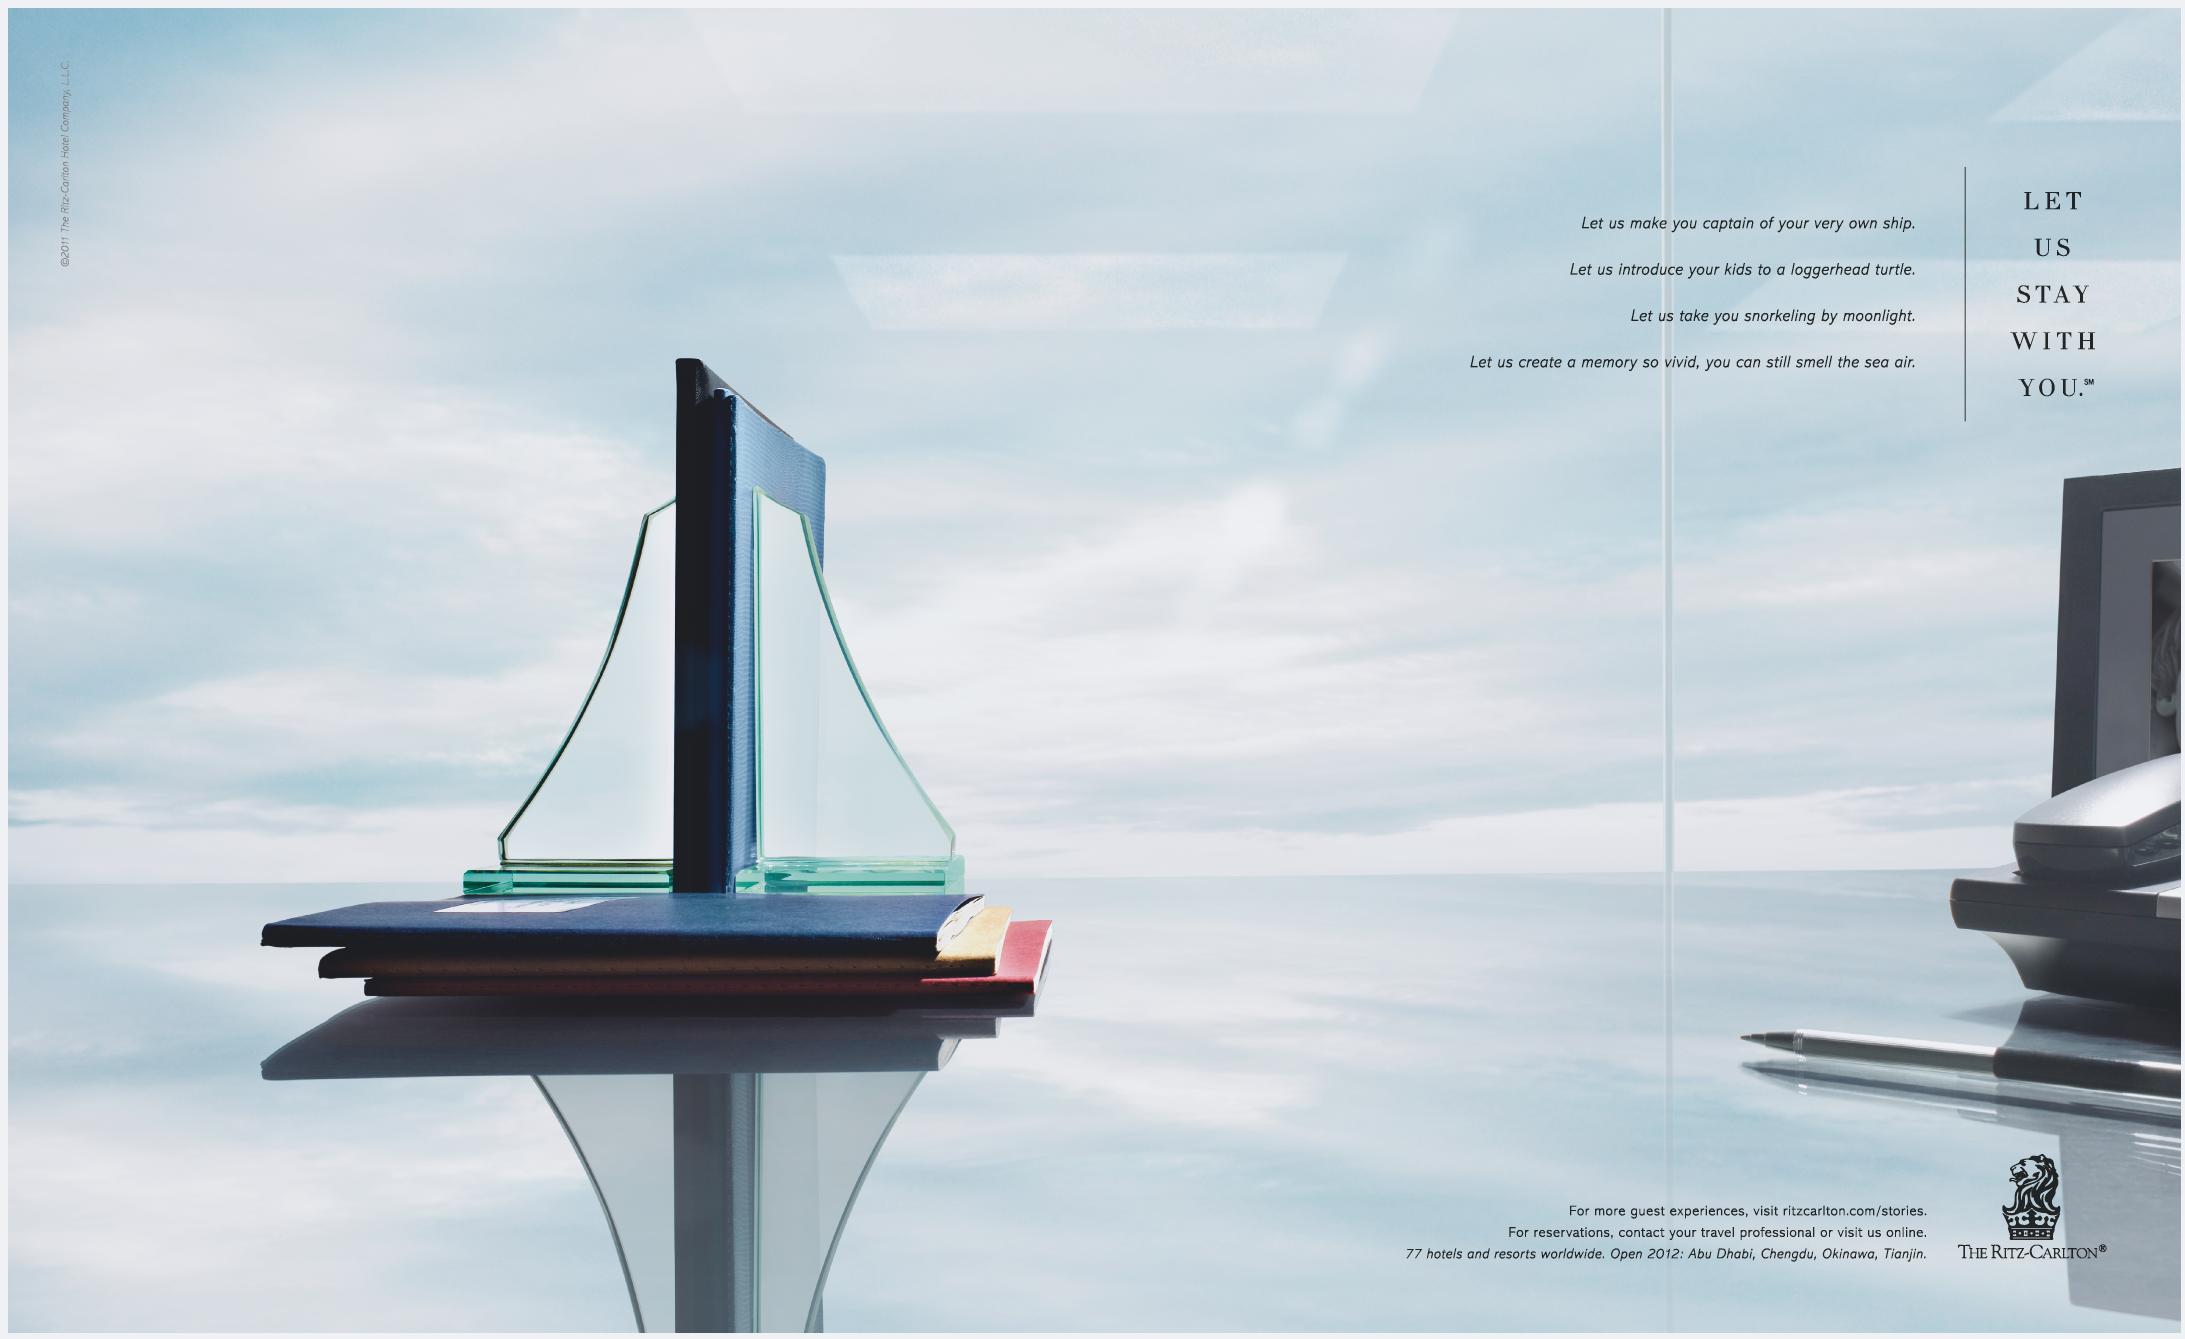 ©2011 The Ritz-Carlton Hotel Company, L.L.C.
Let us make you captain of your very own ship.
Let us introduce your kids to a loggerhead turtle.
Let us take you snorkeling by moonlight.
Let us create a memory so vivid, you can still smell the sea air.
LET
US
STAY
WITH
YOU.℠
For more guest experiences, visit ritzcarlton.com/stories.
For reservations, contact your travel professional or visit us online.
77 hotels and resorts worldwide. Open 2012: Abu Dhabi, Chengdu, Okinawa, Tianjin.
THE RITZ-CARLTON®